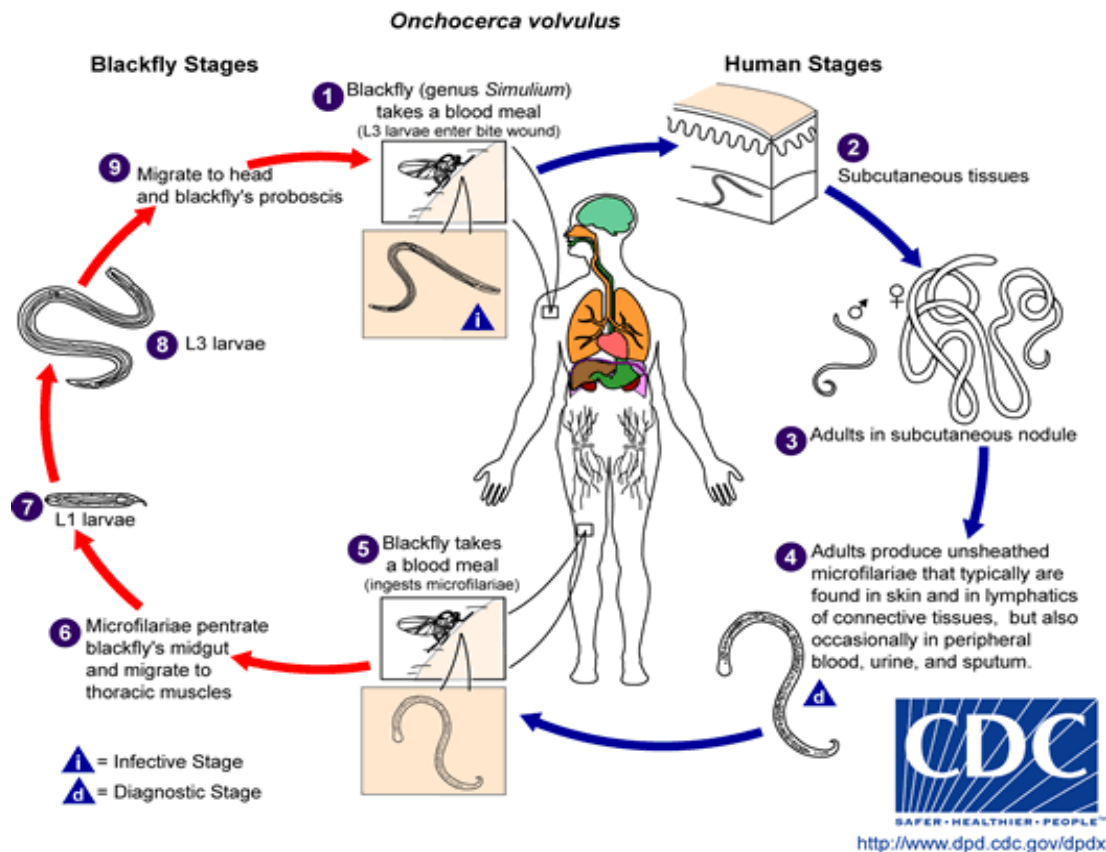 Onchocerca volvulus
Blackfly Stages
Human Stages
1 Blackfly (genus Simulium)
takes a blood meal
(L3 larvae enter bite wound)
i
2
Subcutaneous tissues
♂
♀
3 Adults in subcutaneous nodule
4 Adults produce unsheathed
microfilariae that typically are
found in skin and in lymphatics
of connective tissues, but also
occasionally in peripheral
blood, urine, and sputum.
d
5 Blackfly takes
a blood meal
(ingests microfilariae)
6 Microfilariae pentrate
blackfly's midgut
and migrate to
thoracic muscles
7
L1 larvae
8 L3 larvae
9 Migrate to head
and blackfly's proboscis
i = Infective Stage
d = Diagnostic Stage
CDC
SAFER•HEALTHIER•PEOPLE™
http://www.dpd.cdc.gov/dpdx